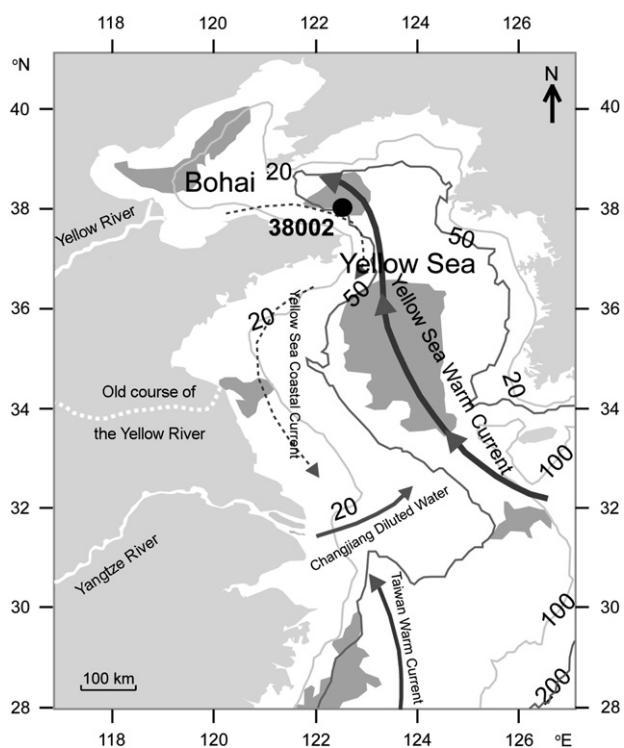 118 120 122 124 126
°N
N
40 40
20
Bohai
38 38
38002
Yellow River
50
Yellow Sea
50
36 36
20
Yellow Sea Warm Current
Yellow Sea Coastal Current
20
Old course of
the Yellow River
34 34
100
32 32
20
Changjiang Diluted Water
Yangtze River
Taiwan Warm Current
30 30
100
100 km
200
28 28
118 120 122 124 126
°E